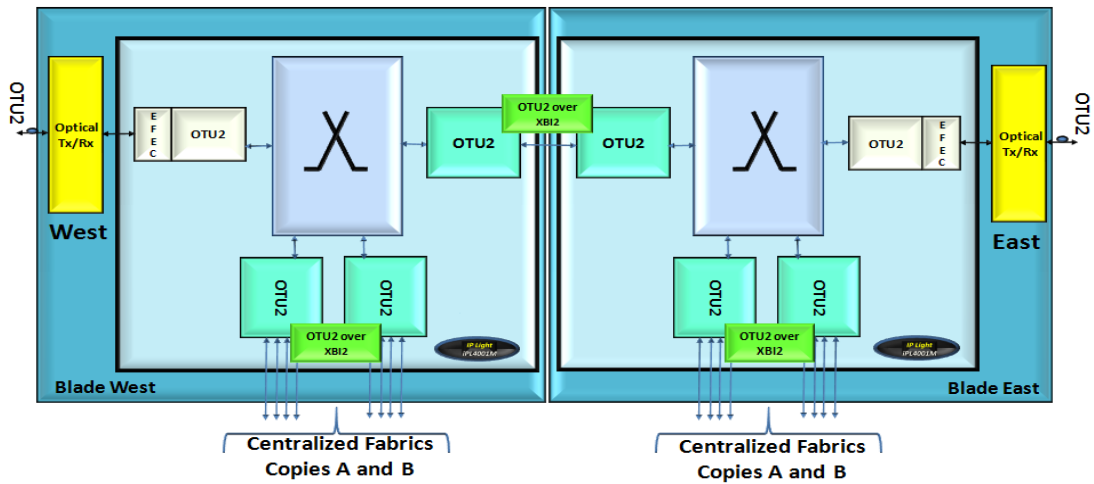 OTU2
Optical
Tx/Rx
West
E
F
E
C
OTU2
OTU2
OTU2 over
XBI2
OTU2
OTU2
E
F
E
C
Optical
Tx/Rx
East
OTU2
OTU2
OTU2
OTU2 over
XBI2
IP Light
iPL4001M
Blade West
OTU2
OTU2
OTU2 over
XBI2
IP Light
iPL4001M
Blade East
Centralized Fabrics
Copies A and B
Centralized Fabrics
Copies A and B